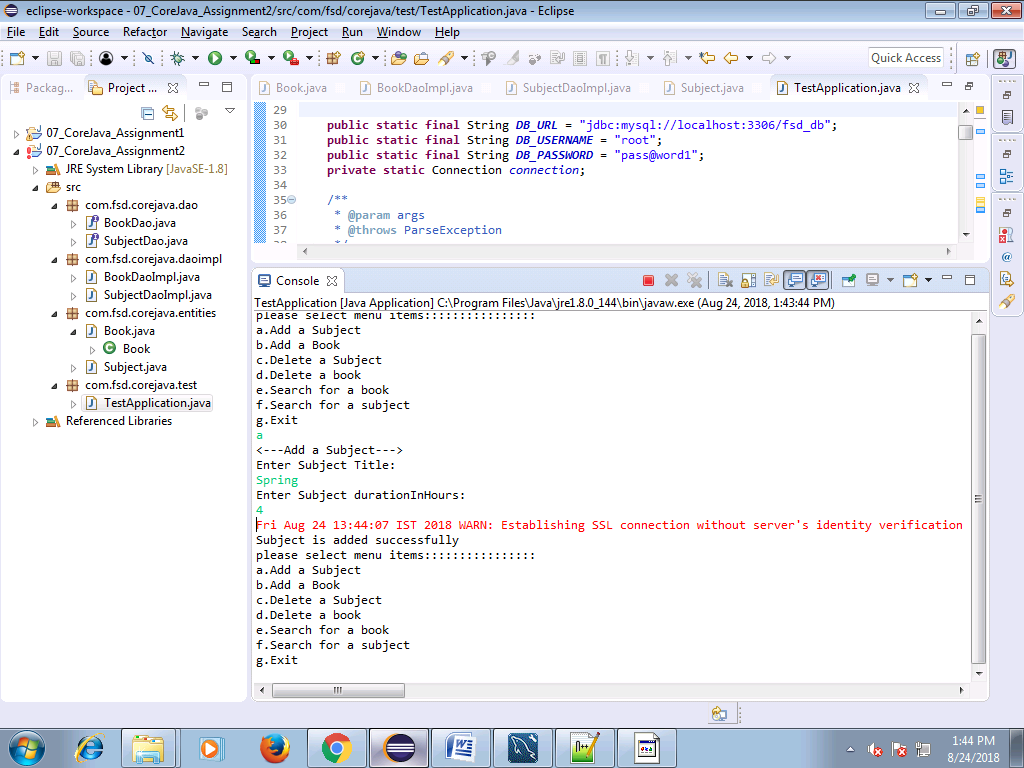 eclipse-workspace - 07_CoreJava_Assignment2/src/com/fsd/corejava/test/TestApplication.java - Eclipse
File Edit Source Refactor Navigate Search Project Run Window Help
Quick Access
Packag... Project ...
Book.java BookDaoImpl.java SubjectDaoImpl.java Subject.java TestApplication.java
07_CoreJava_Assignment1
07_CoreJava_Assignment2
JRE System Library [JavaSE-1.8]
src
com.fsd.corejava.dao
BookDao.java
SubjectDao.java
com.fsd.corejava.daoimpl
BookDaoImpl.java
SubjectDaoImpl.java
com.fsd.corejava.entities
Book.java
Book
Subject.java
com.fsd.corejava.test
TestApplication.java
Referenced Libraries
29
30 public static final String DB_URL = "jdbc:mysql://localhost:3306/fsd_db";
31 public static final String DB_USERNAME = "root";
32 public static final String DB_PASSWORD = "pass@word1";
33 private static Connection connection;
34
35 /**
36 * @param args
37 * @throws ParseException
38 */
Console
TestApplication [Java Application] C:\Program Files\Java\jre1.8.0_144\bin\javaw.exe (Aug 24, 2018, 1:43:44 PM)
please select menu items::::::::::::::::
a.Add a Subject
b.Add a Book
c.Delete a Subject
d.Delete a book
e.Search for a book
f.Search for a subject
g.Exit
a
<---Add a Subject--->
Enter Subject Title:
Spring
Enter Subject durationInHours:
4
Fri Aug 24 13:44:07 IST 2018 WARN: Establishing SSL connection without server's identity verification
Subject is added successfully
please select menu items::::::::::::::::
a.Add a Subject
b.Add a Book
c.Delete a Subject
d.Delete a book
e.Search for a book
f.Search for a subject
g.Exit
1:44 PM
8/24/2018